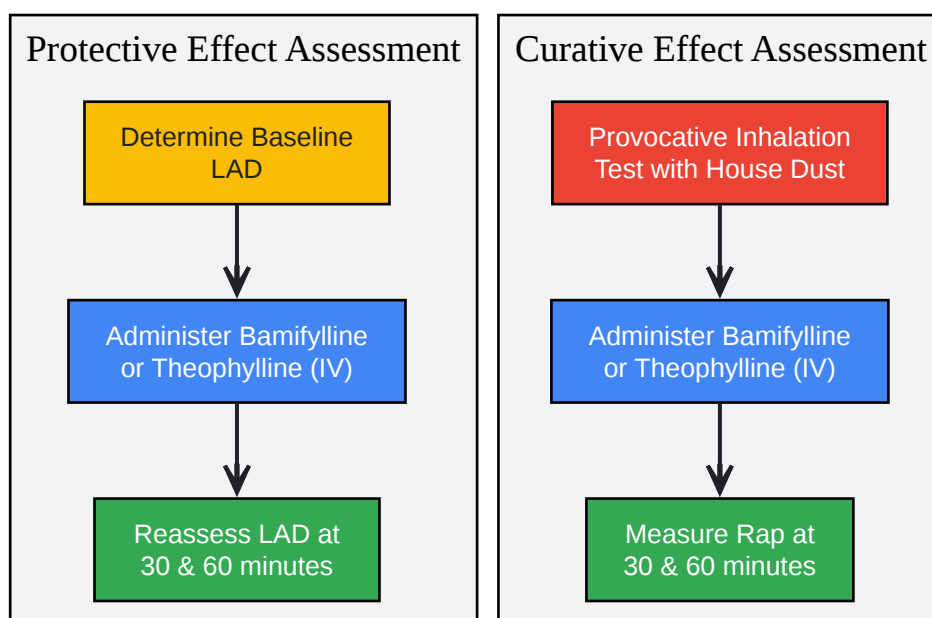 Protective Effect Assessment
Determine Baseline
LAD
Administer Bamifylline
or Theophylline (IV)
Reassess LAD at
30 & 60 minutes
Curative Effect Assessment
Provocative Inhalation
Test with House Dust
Administer Bamifylline
or Theophylline (IV)
Measure Rap at
30 & 60 minutes